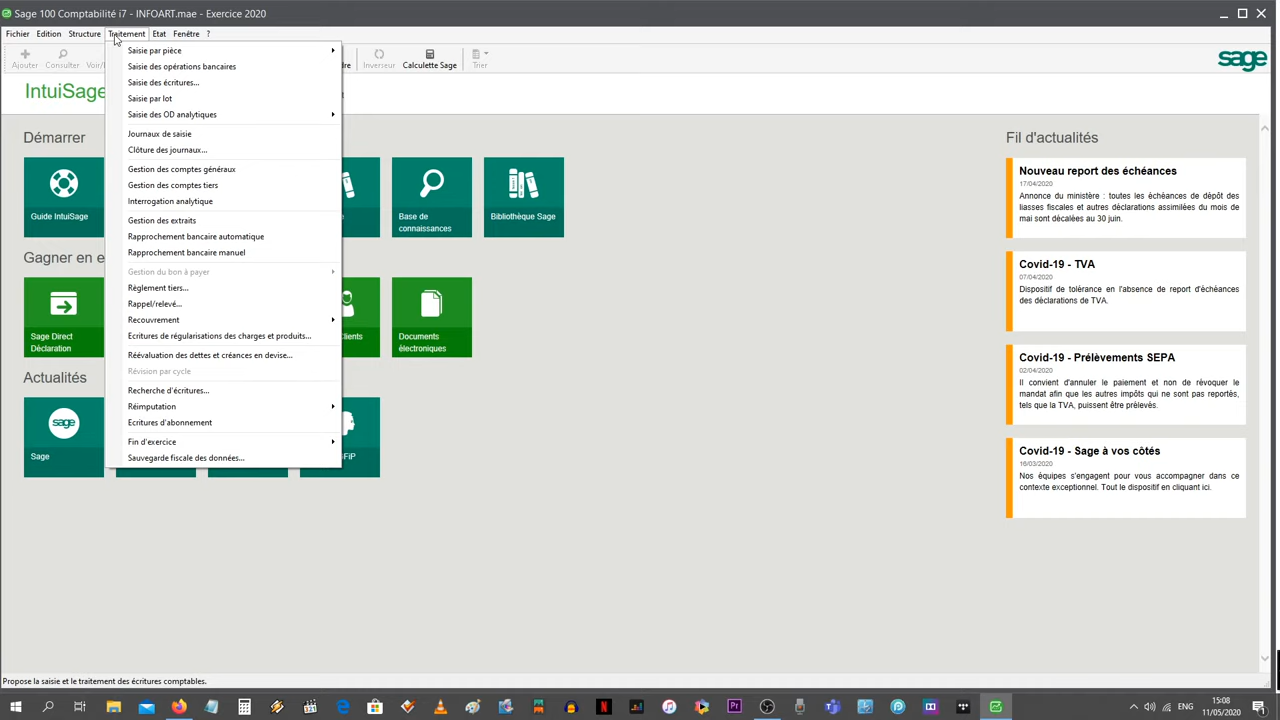 Sage 100 Comptabilité i7 - INFOART.mae - Exercice 2020
Fichier Edition Structure Traitement Etat Fenêtre ?
Ajouter Consulter Inverseur Calculette Sage Trier
sage
IntuiSage
Saisie par pièce
Saisie des opérations bancaires
Saisie des écritures...
Saisie par lot
Saisie des OD analytiques
Journaux de saisie
Clôture des journaux...
Gestion des comptes généraux
Gestion des comptes tiers
Interrogation analytique
Gestion des extraits
Rapprochement bancaire automatique
Rapprochement bancaire manuel
Gestion du bon à payer
Règlement tiers...
Rappel/relevé...
Recouvrement
Ecritures de régularisations des charges et produits...
Réévaluation des dettes et créances en devise...
Révision par cycle
Recherche d'écritures...
Réimputation
Ecritures d'abonnement
Fin d'exercice
Sauvegarde fiscale des données...
Démarrer
Guide IntuiSage
Base de
connaissances
Bibliothèque Sage
Gagner en e
Sage Direct
Déclaration
Clients
Documents
électroniques
Actualités
sage
Sage
FiP
Fil d'actualités
Nouveau report des échéances
17/04/2020
Annonce du ministère : toutes les échéances de dépôt des
liasses fiscales et autres déclarations assimilées du mois de
mai sont décalées au 30 juin.
Covid-19 - TVA
07/04/2020
Dispositif de tolérance en l'absence de report d'échéances
des déclarations de TVA.
Covid-19 - Prélèvements SEPA
02/04/2020
Il convient d'annuler le paiement et non de révoquer le
mandat afin que les autres impôts qui ne sont pas reportés,
tels que la TVA, puissent être prélevés.
Covid-19 - Sage à vos côtés
16/03/2020
Nos équipes s'engagent pour vous accompagner dans ce
contexte exceptionnel. Tout le dispositif en cliquant ici.
Propose la saisie et le traitement des écritures comptables.
15:08
11/05/2020